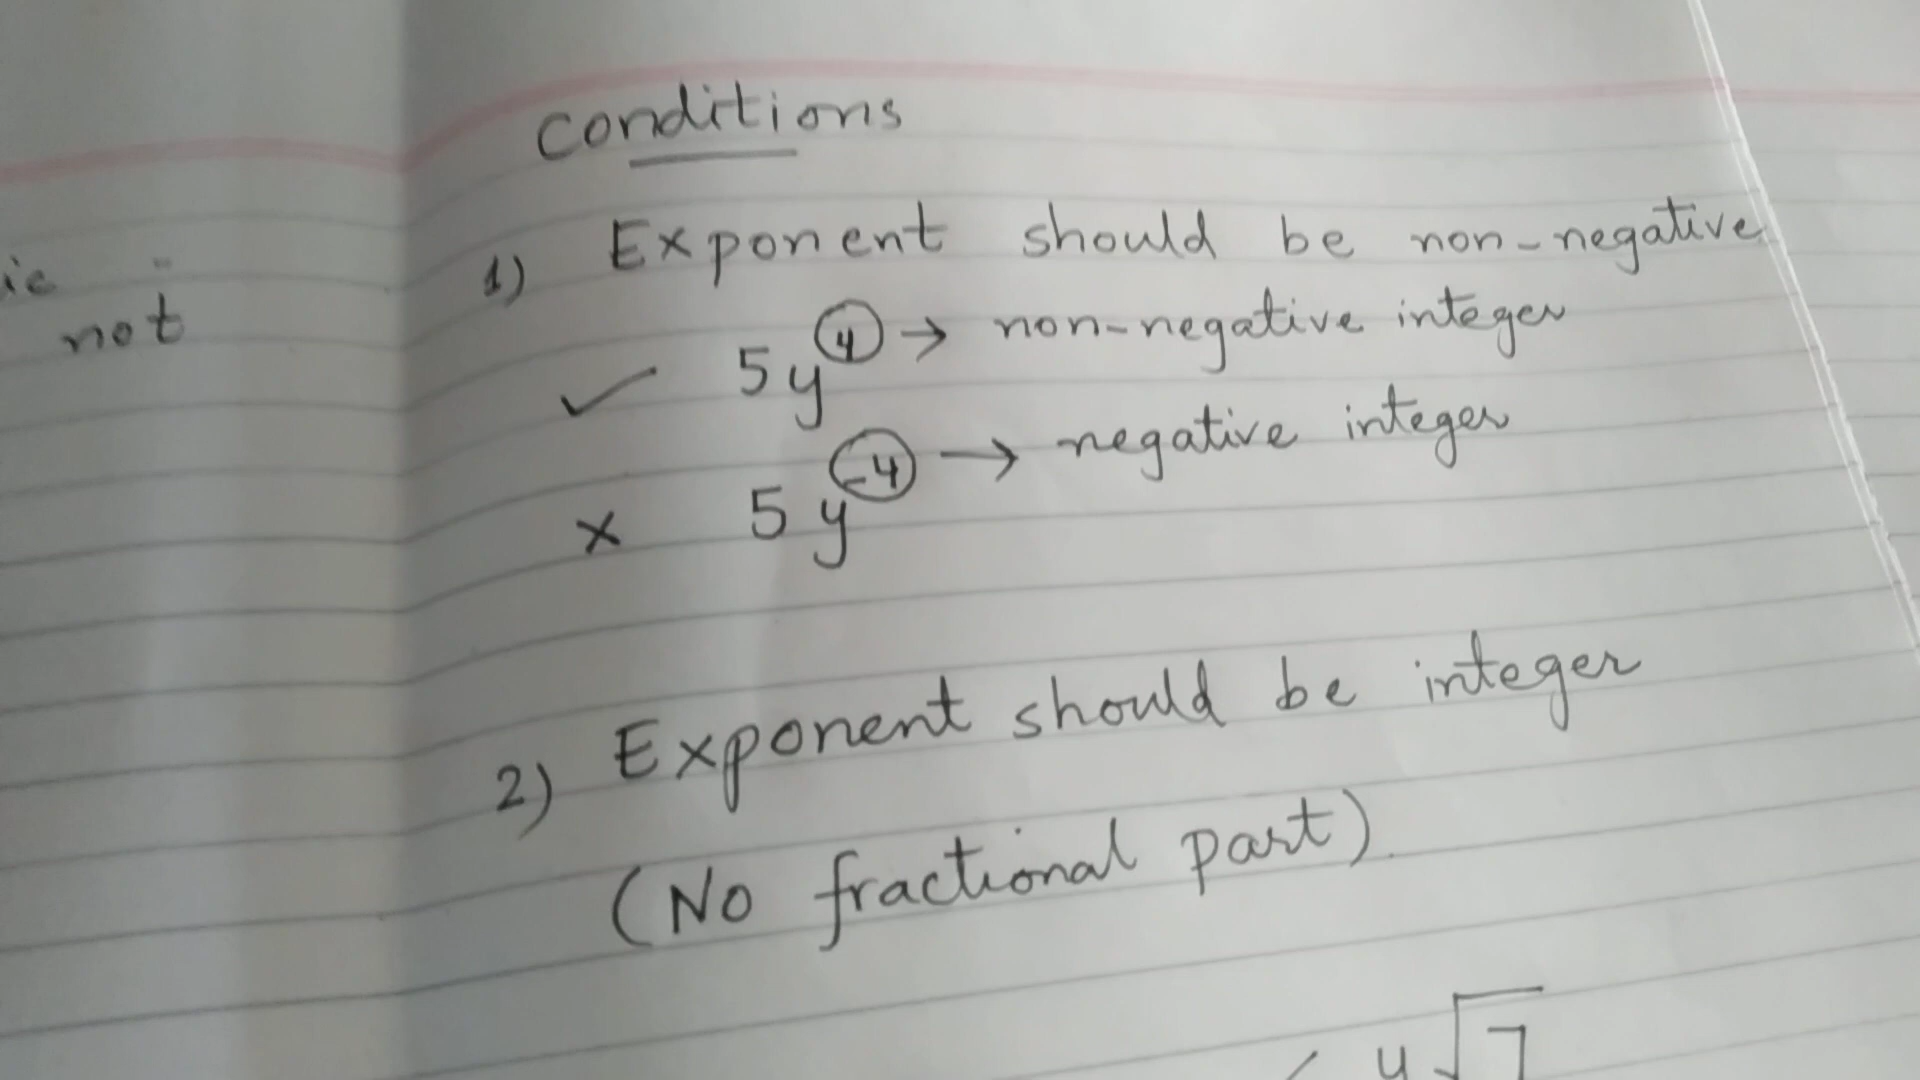 Conditions
ic
not
1) Exponent should be non-negative
✓ 5y④ → non-negative integer
× 5y^(-4) → negative integer
2) Exponent should be integer
(No fractional part)